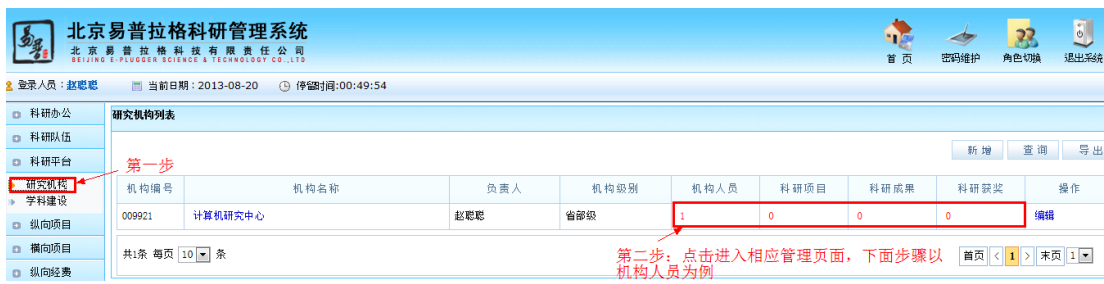 易普
北京易普拉格科研管理系统
北京易普拉格科技有限责任公司
BEIJING E-PLUGGER SCIENCE & TECHNOLOGY CO.,LTD
首 页 密码维护 角色切换 退出系统
登录人员：赵聪聪 当前日期：2013-08-20 停留时间:00:49:54
科研办公
科研队伍
科研平台
研究机构
学科建设
纵向项目
横向项目
纵向经费
研究机构列表
新 增 查 询 导 出
第一步
机构编号 机构名称 负责人 机构级别 机构人员 科研项目 科研成果 科研获奖 操作
009921 计算机研究中心 赵聪聪 省部级 1 0 0 0 编辑
共1条 每页 10 条
第二步：点击进入相应管理页面，下面步骤以
机构人员为例
首页 < 1 > 末页 1